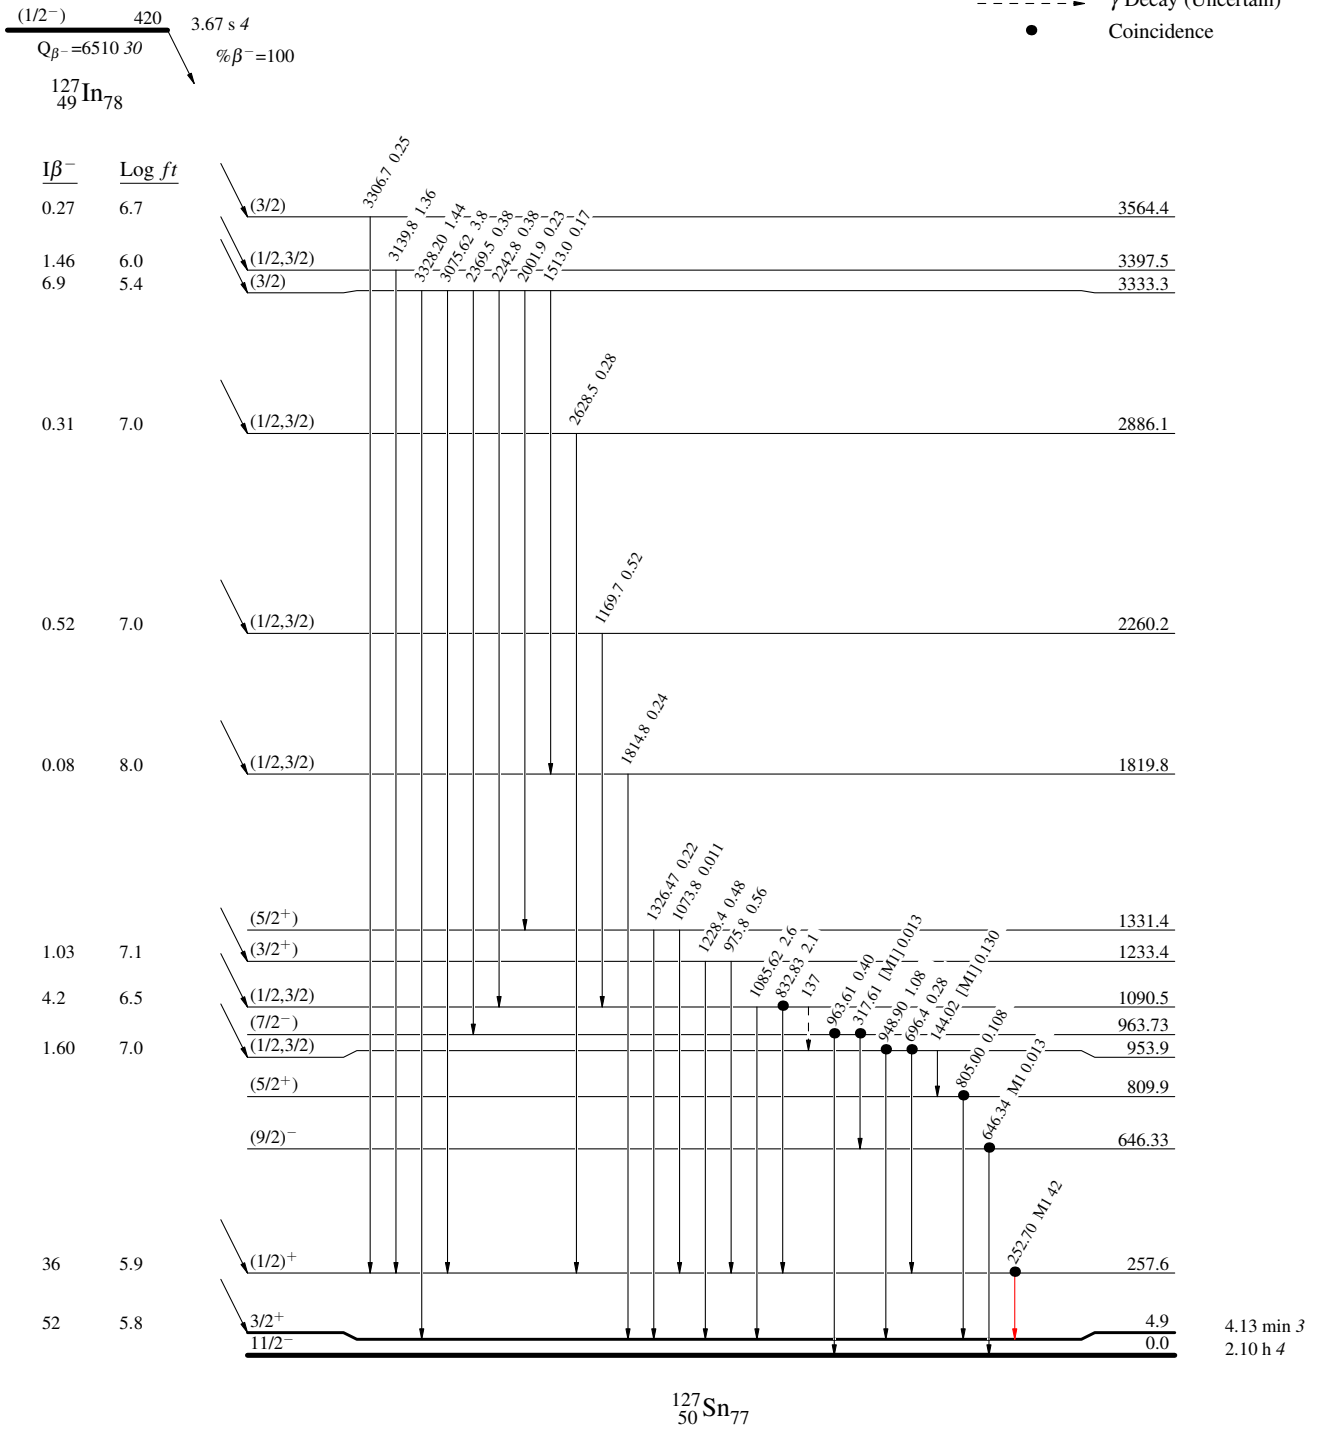 γ Decay (Uncertain)
Coincidence
(1/2⁻) 420 3.67 s 4
Qβ⁻=6510 30
%β⁻=100
¹²⁷₄₉In₇₈
Iβ⁻ Log ft
3306.7 0.25
0.27 6.7 (3/2) 3564.4
3139.8 1.36
3328.20 1.44
3075.62 3.8
2369.5 0.38
2242.8 0.38
2001.9 0.23
1513.0 0.17
1.46 6.0 (1/2,3/2) 3397.5
6.9 5.4 (3/2) 3333.3
2628.5 0.28
0.31 7.0 (1/2,3/2) 2886.1
1169.7 0.52
0.52 7.0 (1/2,3/2) 2260.2
1814.8 0.24
0.08 8.0 (1/2,3/2) 1819.8
1326.47 0.22
1073.8 0.011
(5/2⁺) 1331.4
1228.4 0.48
975.8 0.56
1.03 7.1 (3/2⁺) 1233.4
1085.62 2.6
832.83 2.1
137
4.2 6.5 (1/2,3/2) 1090.5
963.61 0.40
317.61 [M1] 0.013
(7/2⁻) 963.73
948.90 1.08
696.4 0.28
144.02 [M1] 0.130
1.60 7.0 (1/2,3/2) 953.9
805.00 0.108
(5/2⁺) 809.9
646.34 M1 0.013
(9/2)⁻ 646.33
252.70 M1 42
36 5.9 (1/2)⁺ 257.6
52 5.8 3/2⁺ 4.9 4.13 min 3
11/2⁻ 0.0 2.10 h 4
¹²⁷₅₀Sn₇₇